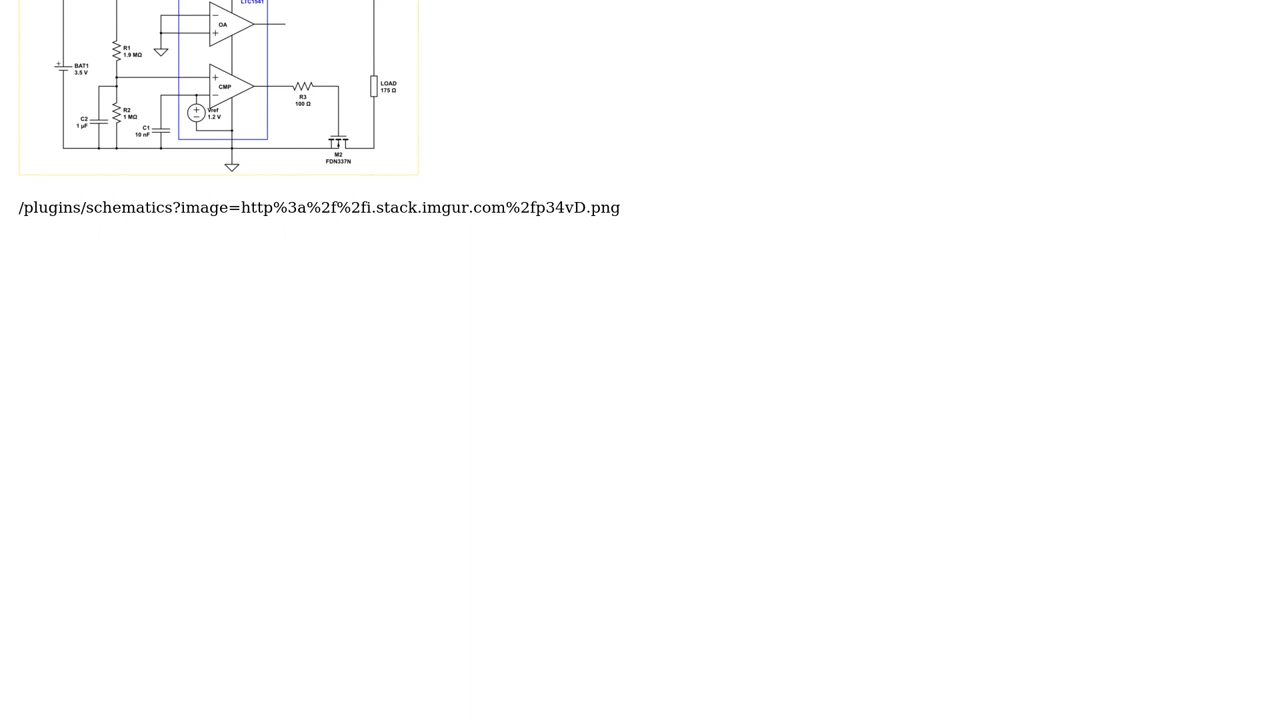 LTC1541
OA
R1
1.9 MΩ
BAT1
3.5 V
CMP
LOAD
175 Ω
R3
100 Ω
R2
1 MΩ
Vref
1.2 V
C2
1 µF
C1
10 nF
M2
FDN337N
/plugins/schematics?image=http%3a%2f%2fi.stack.imgur.com%2fp34vD.png